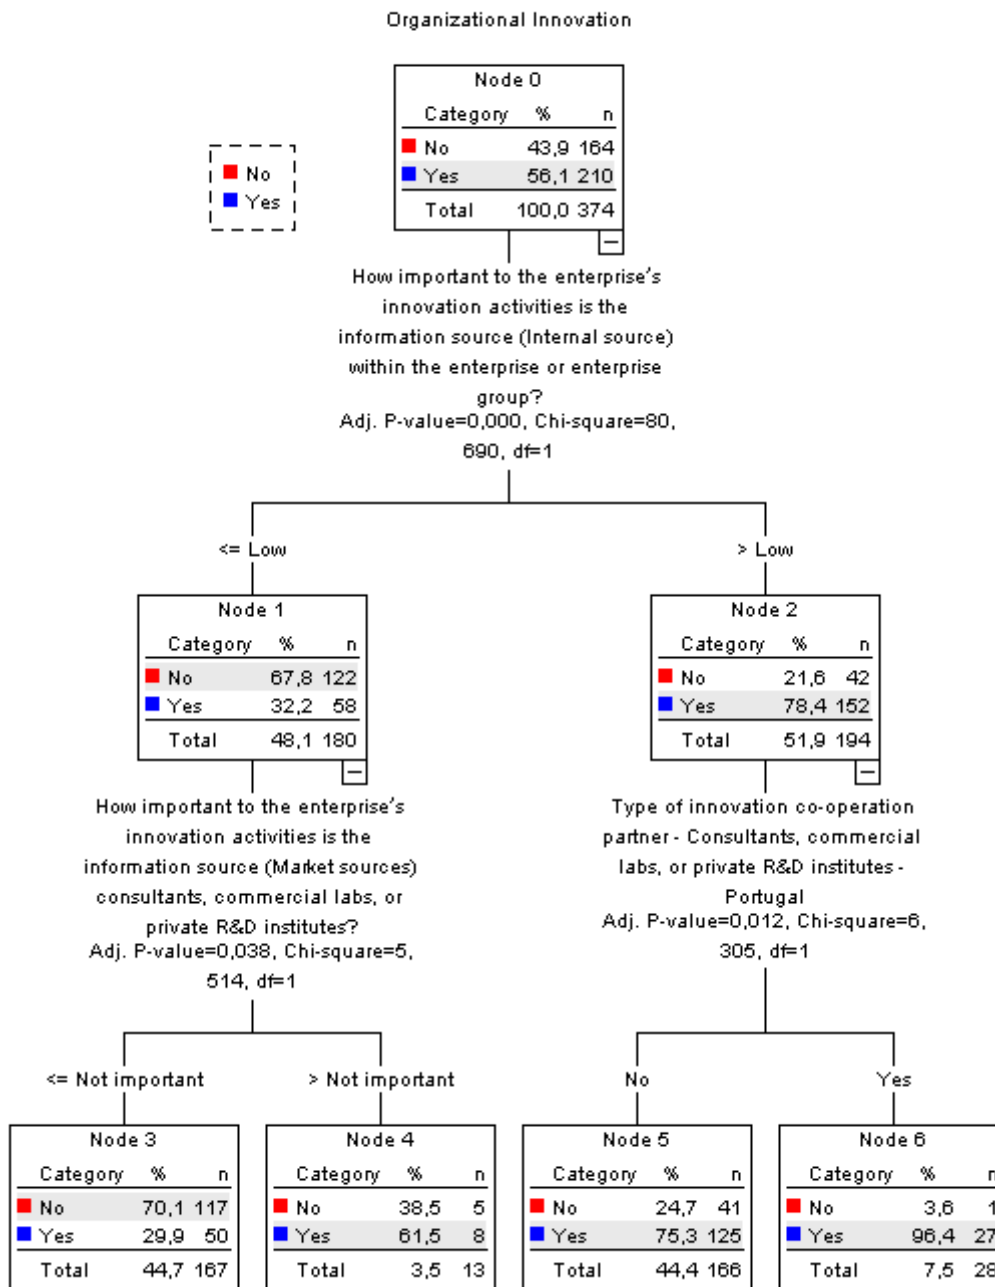 Organizational Innovation
Node 0
Category % n
No 43,9 164
Yes 56,1 210
Total 100,0 374
No
Yes
How important to the enterprise's
innovation activities is the
information source (Internal source)
within the enterprise or enterprise
group?
Adj. P-value=0,000, Chi-square=80,
690, df=1
<= Low
> Low
Node 1
Category % n
No 67,8 122
Yes 32,2 58
Total 48,1 180
Node 2
Category % n
No 21,6 42
Yes 78,4 152
Total 51,9 194
How important to the enterprise's
innovation activities is the
information source (Market sources)
consultants, commercial labs, or
private R&D institutes?
Adj. P-value=0,038, Chi-square=5,
514, df=1
Type of innovation co-operation
partner - Consultants, commercial
labs, or private R&D institutes -
Portugal
Adj. P-value=0,012, Chi-square=6,
305, df=1
<= Not important
> Not important
No
Yes
Node 3
Category % n
No 70,1 117
Yes 29,9 50
Total 44,7 167
Node 4
Category % n
No 38,5 5
Yes 61,5 8
Total 3,5 13
Node 5
Category % n
No 24,7 41
Yes 75,3 125
Total 44,4 166
Node 6
Category % n
No 3,6 1
Yes 96,4 27
Total 7,5 28